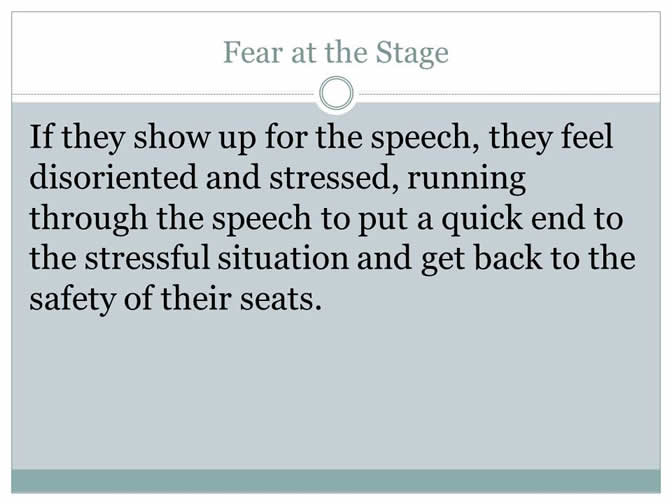 Fear at the Stage
If they show up for the speech, they feel
disoriented and stressed, running
through the speech to put a quick end to
the stressful situation and get back to the
safety of their seats.